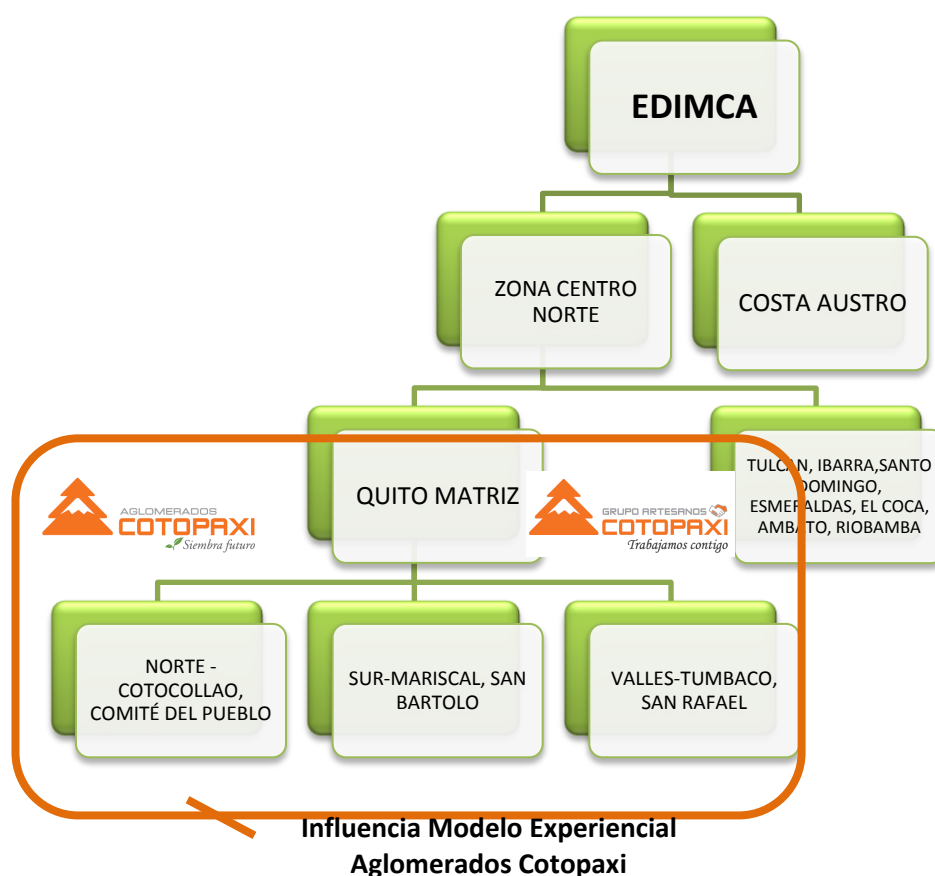 EDIMCA
ZONA CENTRO
NORTE
COSTA AUSTRO
QUITO MATRIZ
TULCAN, IBARRA,SANTO
DOMINGO,
ESMERALDAS, EL COCA,
AMBATO, RIOBAMBA
AGLOMERADOS
COTOPAXI
Siembra futuro
GRUPO ARTESANOS
COTOPAXI
Trabajamos contigo
NORTE -
COTOCOLLAO,
COMITÉ DEL PUEBLO
SUR-MARISCAL, SAN
BARTOLO
VALLES-TUMBACO,
SAN RAFAEL
Influencia Modelo Experiencial
Aglomerados Cotopaxi